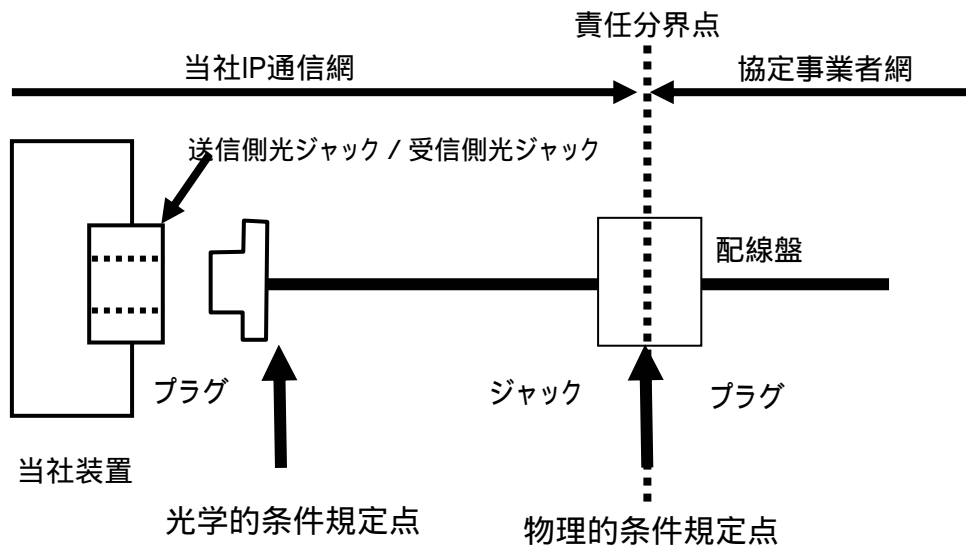 責任分界点
当社IP通信網
協定事業者網
送信側光ジャック / 受信側光ジャック
配線盤
プラグ
ジャック
プラグ
当社装置
光学的条件規定点
物理的条件規定点